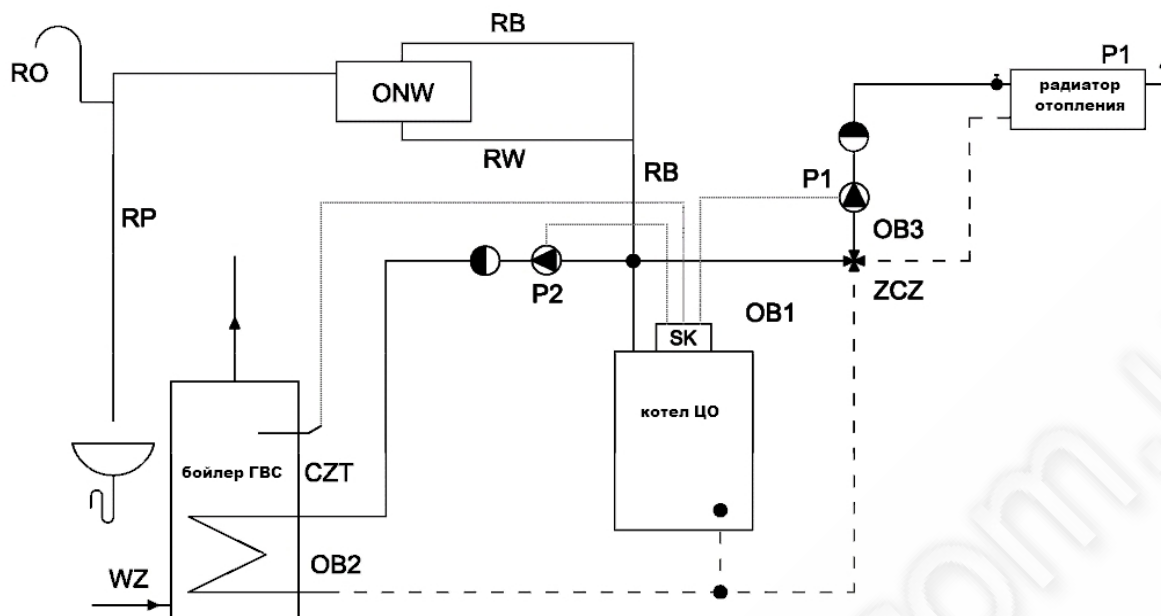 RB
P1
RO
ONW
радиатор
отопления
RW
RB
P1
RP
OB3
P2
ZCZ
OB1
SK
котел ЦО
бойлер ГВС
CZT
OB2
WZ